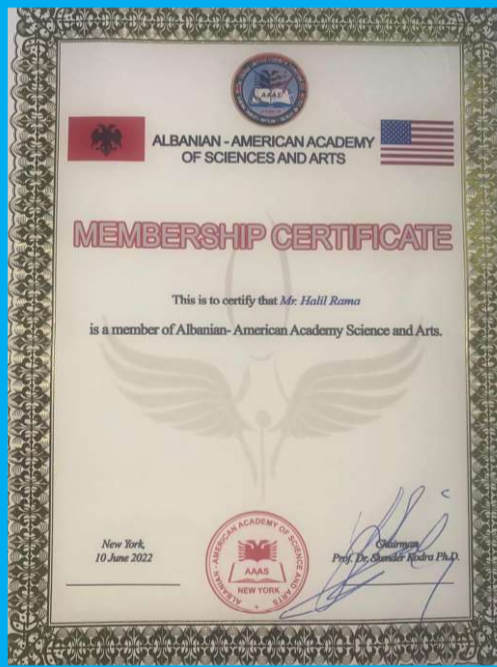 AAAS
ALBANIAN - AMERICAN ACADEMY
OF SCIENCES AND ARTS
MEMBERSHIP CERTIFICATE
This is to certify that Mr. Halil Rama
is a member of Albanian- American Academy Science and Arts.
New York,
10 June 2022
ALBANIAN - AMERICAN ACADEMY OF SCIENCE AND ARTS
AAAS
NEW YORK
Chairman
Prof. Dr. Skender Kodra Ph.D.